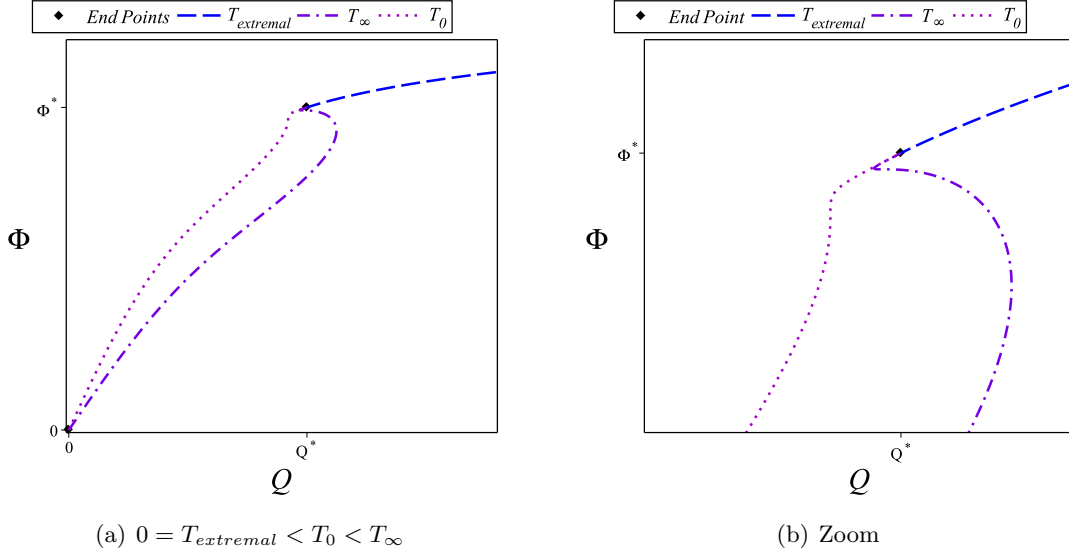 End Points T_extremal T_∞ T_0
Φ*
Φ
0
0 Q*
Q
(a) 0 = T_extremal < T_0 < T_∞
End Point T_extremal T_∞ T_0
Φ*
Φ
Q*
Q
(b) Zoom